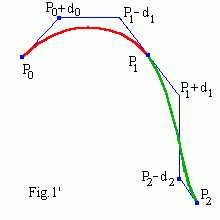 P₀+d₀
P₁-d₁
P₀
P₁
P₁+d₁
P₂-d₂
P₂
Fig.1'